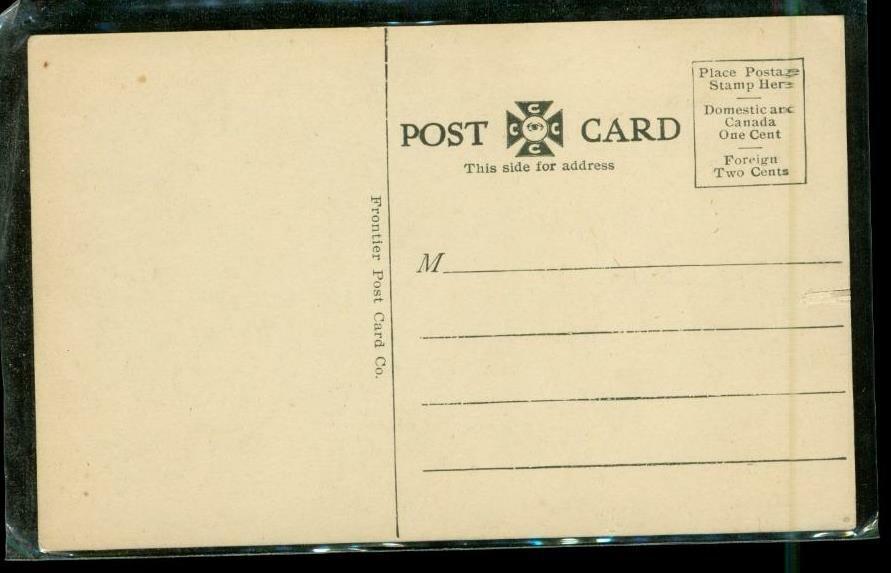 POST CARD
C
C C
C
This side for address
Place Postage
Stamp Here
Domestic and
Canada
One Cent
Foreign
Two Cents
Frontier Post Card Co.
M